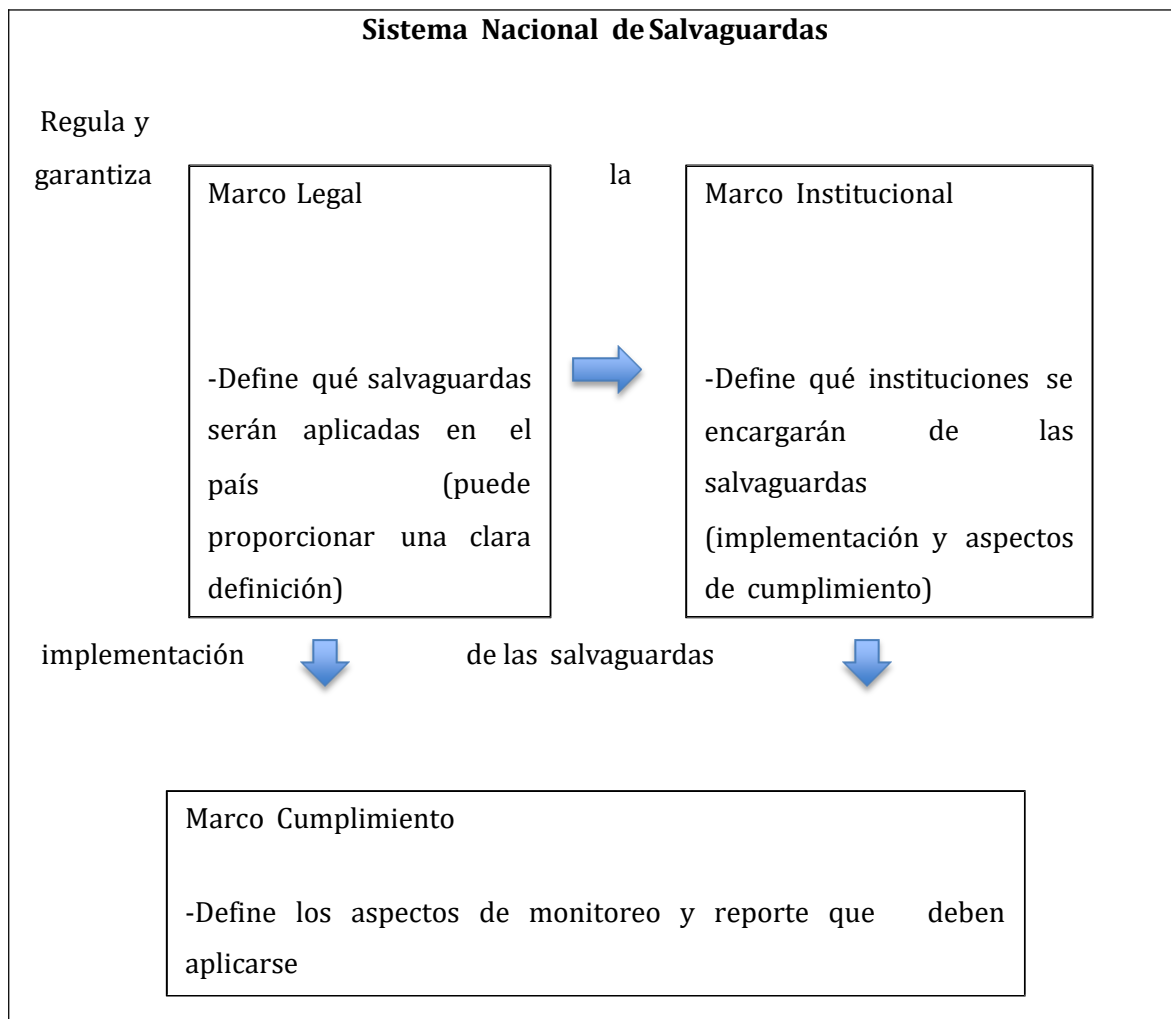 Sistema Nacional de Salvaguardas
Regula y
garantiza
la
Marco Legal
-Define qué salvaguardas
serán aplicadas en el
país (puede
proporcionar una clara
definición)
Marco Institucional
-Define qué instituciones se
encargarán de las
salvaguardas
(implementación y aspectos
de cumplimiento)
implementación
de las salvaguardas
Marco Cumplimiento
-Define los aspectos de monitoreo y reporte que deben
aplicarse